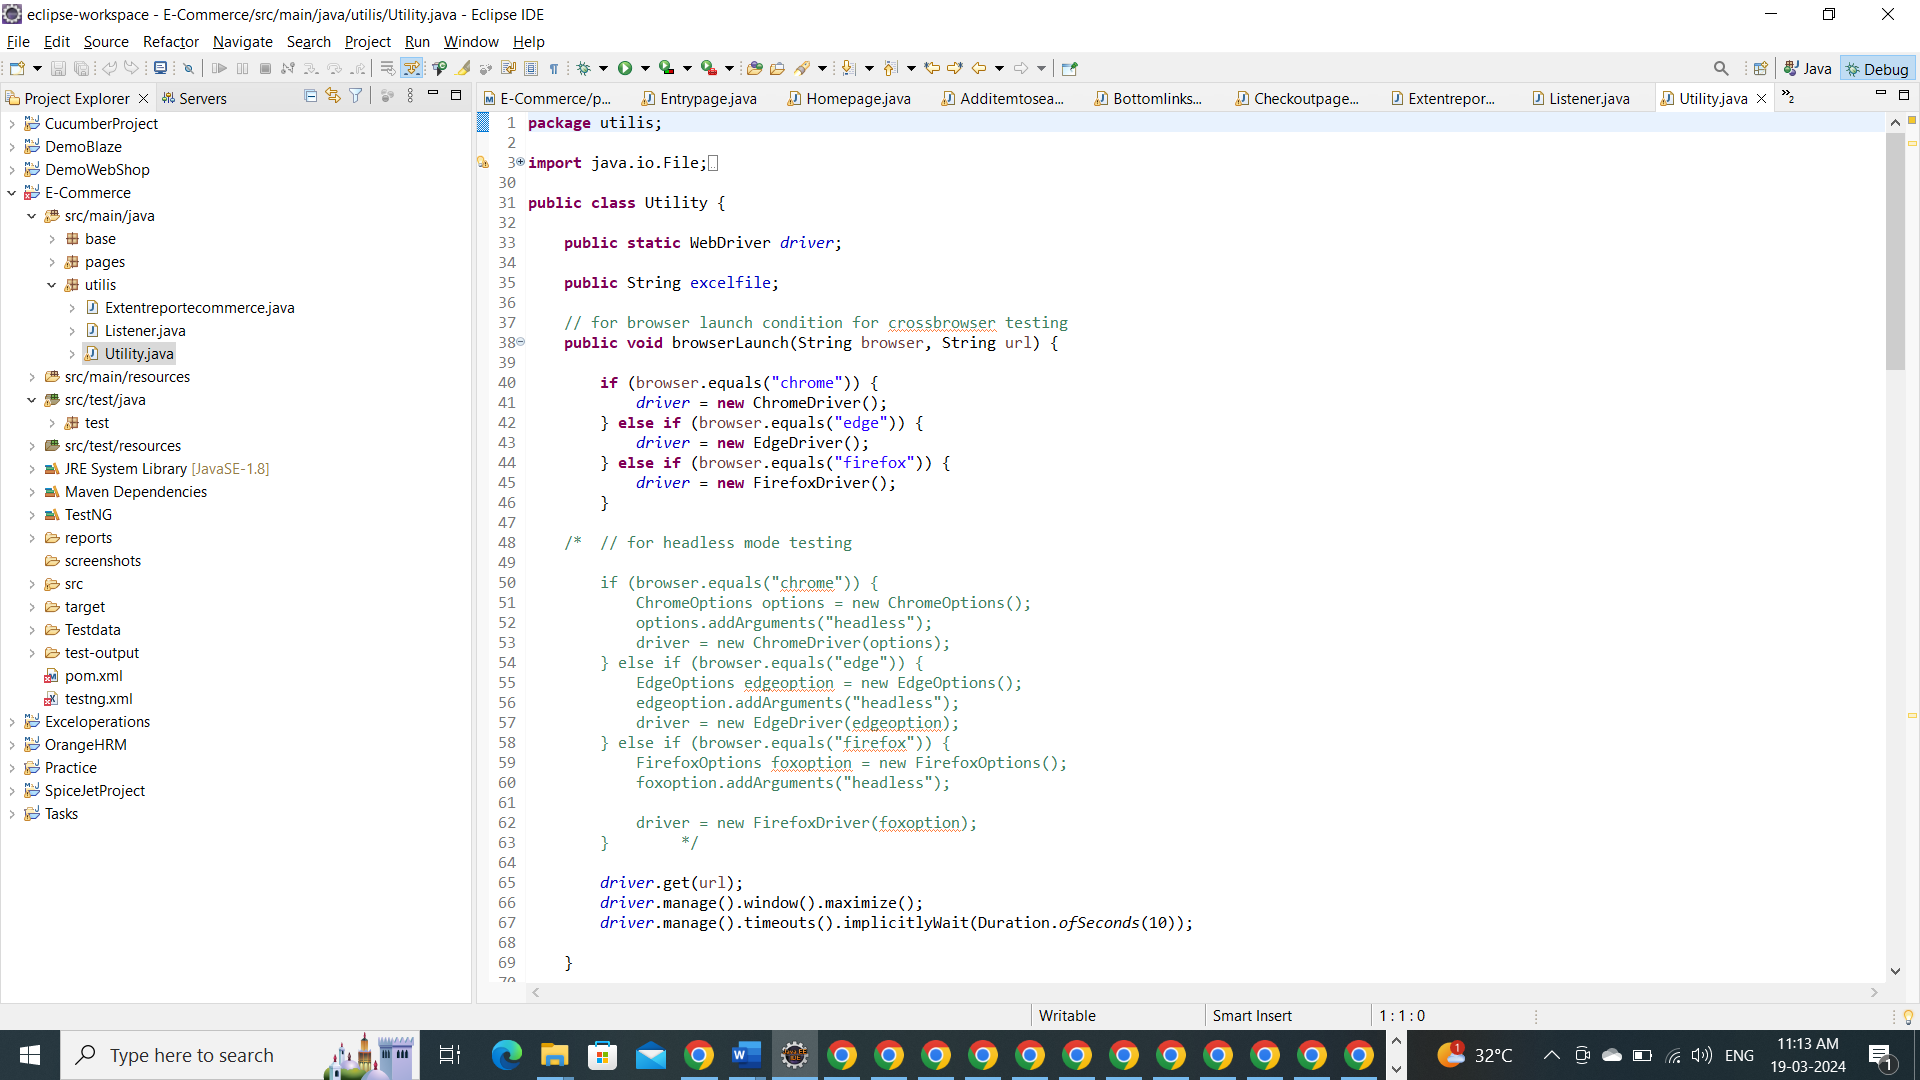 eclipse-workspace - E-Commerce/src/main/java/utilis/Utility.java - Eclipse IDE
File Edit Source Refactor Navigate Search Project Run Window Help
Java Debug
Project Explorer Servers
E-Commerce/p... Entrypage.java Homepage.java Additemtosea... Bottomlinks... Checkoutpage... Extentrepor... Listener.java Utility.java »2
CucumberProject
DemoBlaze
DemoWebShop
E-Commerce
src/main/java
base
pages
utilis
Extentreportecommerce.java
Listener.java
Utility.java
src/main/resources
src/test/java
test
src/test/resources
JRE System Library [JavaSE-1.8]
Maven Dependencies
TestNG
reports
screenshots
src
target
Testdata
test-output
pom.xml
testng.xml
Exceloperations
OrangeHRM
Practice
SpiceJetProject
Tasks
1 package utilis;
2
3 import java.io.File;
30
31 public class Utility {
32
33 public static WebDriver driver;
34
35 public String excelfile;
36
37 // for browser launch condition for crossbrowser testing
38 public void browserLaunch(String browser, String url) {
39
40 if (browser.equals("chrome")) {
41 driver = new ChromeDriver();
42 } else if (browser.equals("edge")) {
43 driver = new EdgeDriver();
44 } else if (browser.equals("firefox")) {
45 driver = new FirefoxDriver();
46 }
47
48 /* // for headless mode testing
49
50 if (browser.equals("chrome")) {
51 ChromeOptions options = new ChromeOptions();
52 options.addArguments("headless");
53 driver = new ChromeDriver(options);
54 } else if (browser.equals("edge")) {
55 EdgeOptions edgeoption = new EdgeOptions();
56 edgeoption.addArguments("headless");
57 driver = new EdgeDriver(edgeoption);
58 } else if (browser.equals("firefox")) {
59 FirefoxOptions foxoption = new FirefoxOptions();
60 foxoption.addArguments("headless");
61
62 driver = new FirefoxDriver(foxoption);
63 } */
64
65 driver.get(url);
66 driver.manage().window().maximize();
67 driver.manage().timeouts().implicitlyWait(Duration.ofSeconds(10));
68
69 }
70
Writable Smart Insert 1 : 1 : 0
Type here to search
1 32°C ENG 11:13 AM
19-03-2024 1